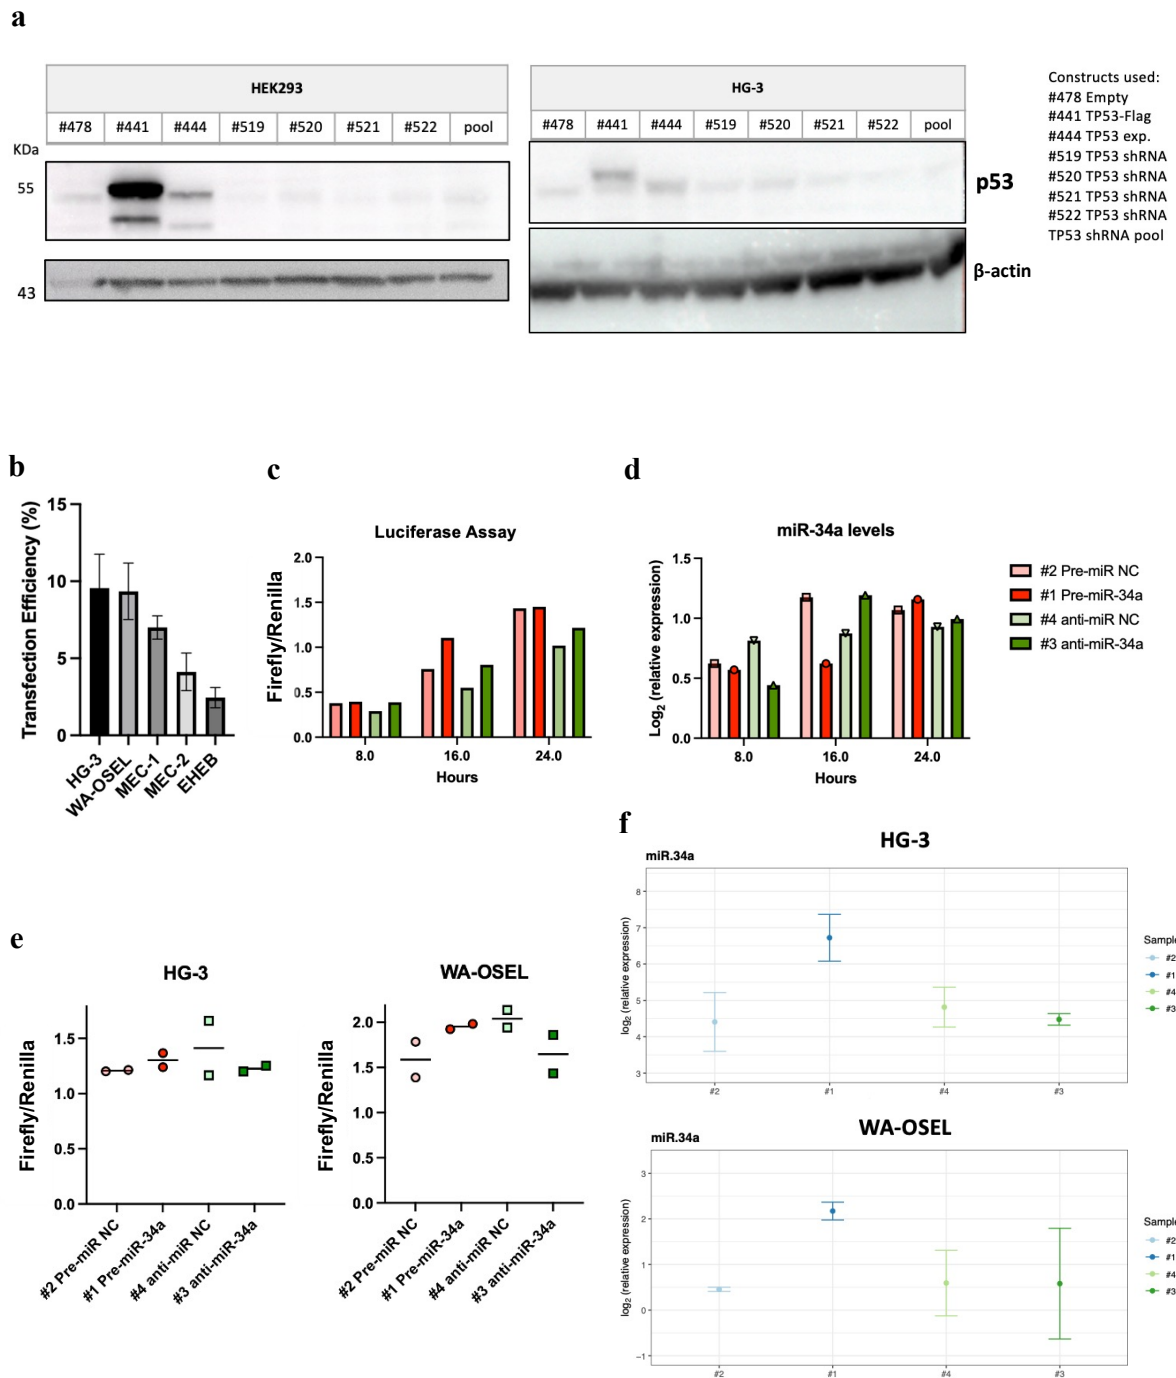 a
HEK293
#478 #441 #444 #519 #520 #521 #522 pool
KDa
55
43
HG-3
#478 #441 #444 #519 #520 #521 #522 pool
p53
β-actin
Constructs used:
#478 Empty
#441 TP53-Flag
#444 TP53 exp.
#519 TP53 shRNA
#520 TP53 shRNA
#521 TP53 shRNA
#522 TP53 shRNA
TP53 shRNA pool
b
Transfection Efficiency (%)
15
10
5
0
HG-3 WA-OSEL MEC-1 MEC-2 EHEB
c
Luciferase Assay
Firefly/Renilla
2.0
1.5
1.0
0.5
0.0
8.0 16.0 24.0
Hours
d
miR-34a levels
Log2 (relative expression)
1.5
1.0
0.5
0.0
8.0 16.0 24.0
Hours
#2 Pre-miR NC
#1 Pre-miR-34a
#4 anti-miR NC
#3 anti-miR-34a
e
HG-3
Firefly/Renilla
1.5
1.0
0.5
0.0
#2 Pre-miR NC #1 Pre-miR-34a #4 anti-miR NC #3 anti-miR-34a
WA-OSEL
Firefly/Renilla
2.0
1.5
1.0
0.5
0.0
#2 Pre-miR NC #1 Pre-miR-34a #4 anti-miR NC #3 anti-miR-34a
f
HG-3
miR.34a
log2 (relative expression)
8
7
6
5
4
3
#2 #1 #4 #3
Sample
#2
#1
#4
#3
WA-OSEL
miR.34a
log2 (relative expression)
3
2
1
0
−1
#2 #1 #4 #3
Sample
#2
#1
#4
#3